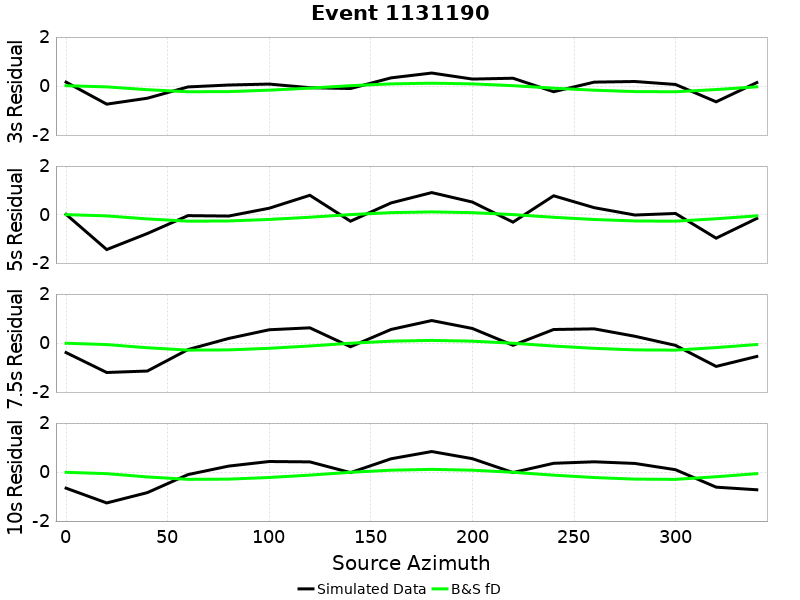 Event 1131190
3s Residual
2
0
-2
5s Residual
2
0
-2
7.5s Residual
2
0
-2
10s Residual
2
0
-2
0 50 100 150 200 250 300
Source Azimuth
Simulated Data B&S fD